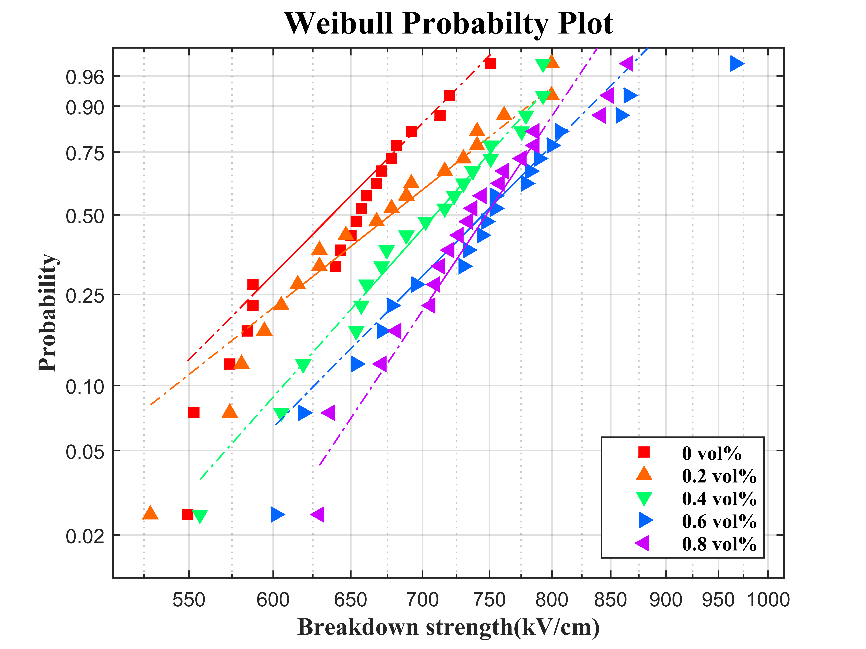 Weibull Probabilty Plot
Probability
0.96
0.90
0.75
0.50
0.25
0.10
0.05
0.02
0 vol%
0.2 vol%
0.4 vol%
0.6 vol%
0.8 vol%
550 600 650 700 750 800 850 900 950 1000
Breakdown strength(kV/cm)